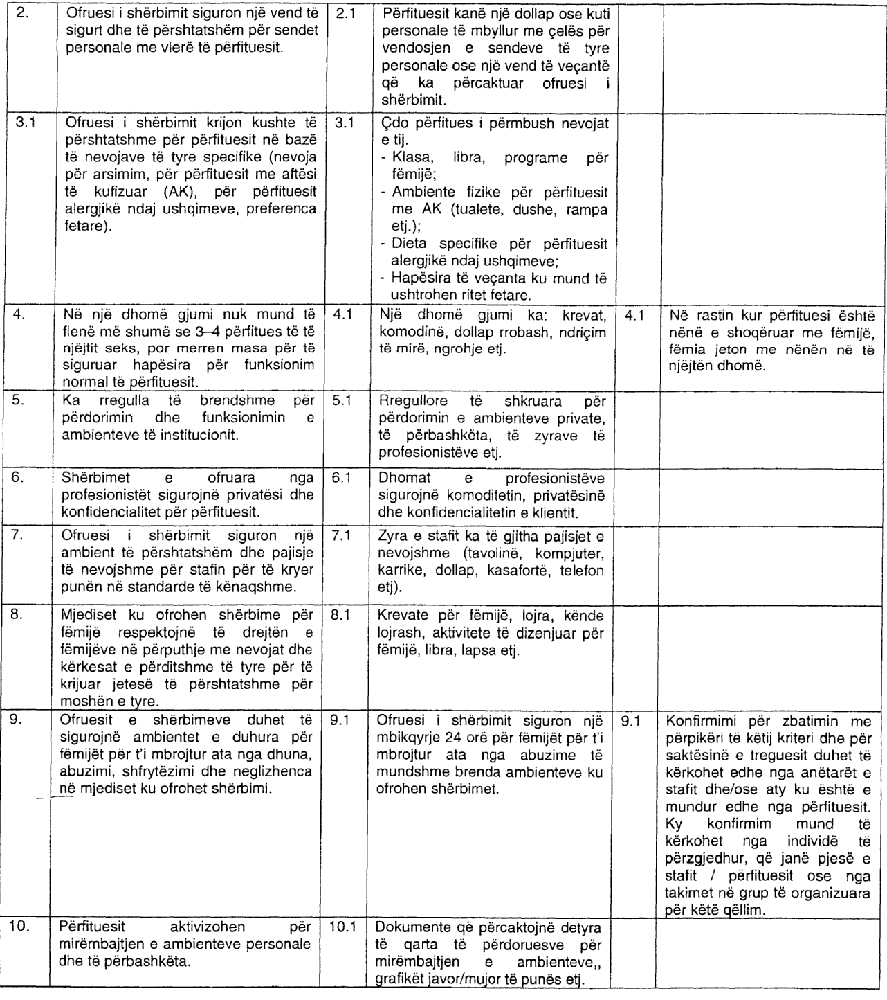 2.
Ofruesi i shërbimit siguron një vend të
sigurt dhe të përshtatshëm për sendet
personale me vlerë të përfituesit.
2.1
Përfituesit kanë një dollap ose kuti
personale të mbyllur me çelës për
vendosjen e sendeve të tyre
personale ose një vend të veçantë
që ka përcaktuar ofruesi i
shërbimit.
3.1
Ofruesi i shërbimit krijon kushte të
përshtatshme për përfituesit në bazë
të nevojave të tyre specifike (nevoja
për arsimim, për përfituesit me aftësi
të kufizuar (AK), për përfituesit
alergjikë ndaj ushqimeve, preferenca
fetare).
3.1
Çdo përfitues i përmbush nevojat
e tij.
- Klasa, libra, programe për
fëmijë;
- Ambiente fizike për përfituesit
me AK (tualete, dushe, rampa
etj.);
- Dieta specifike për përfituesit
alergjikë ndaj ushqimeve;
- Hapësira të veçanta ku mund të
ushtrohen ritet fetare.
4.
Në një dhomë gjumi nuk mund të
flenë më shumë se 3–4 përfitues të të
njëjtit seks, por merren masa për të
siguruar hapësira për funksionim
normal të përfituesit.
4.1
Një dhomë gjumi ka: krevat,
komodinë, dollap rrobash, ndriçim
të mirë, ngrohje etj.
4.1
Në rastin kur përfituesi është
nënë e shoqëruar me fëmijë,
fëmia jeton me nënën në të
njëjtën dhomë.
5.
Ka rregulla të brendshme për
përdorimin dhe funksionimin e
ambienteve të institucionit.
5.1
Rregullore të shkruara për
përdorimin e ambienteve private,
të përbashkëta, të zyrave të
profesionistëve etj.
6.
Shërbimet e ofruara nga
profesionistët sigurojnë privatësi dhe
konfidencialitet për përfituesit.
6.1
Dhomat e profesionistëve
sigurojnë komoditetin, privatësinë
dhe konfidencialitetin e klientit.
7.
Ofruesi i shërbimit siguron një
ambient të përshtatshëm dhe pajisje
të nevojshme për stafin për të kryer
punën në standarde të kënaqshme.
7.1
Zyra e stafit ka të gjitha pajisjet e
nevojshme (tavolinë, kompjuter,
karrike, dollap, kasafortë, telefon
etj).
8.
Mjediset ku ofrohen shërbime për
fëmijë respektojnë të drejtën e
fëmijëve në përputhje me nevojat dhe
kërkesat e përditshme të tyre për të
krijuar jetesë të përshtatshme për
moshën e tyre.
8.1
Krevate për fëmijë, lojra, kënde
lojrash, aktivitete të dizenjuar për
fëmijë, libra, lapsa etj.
9.
Ofruesit e shërbimeve duhet të
sigurojnë ambientet e duhura për
fëmijët për t'i mbrojtur ata nga dhuna,
abuzimi, shfrytëzimi dhe neglizhenca
në mjediset ku ofrohet shërbimi.
9.1
Ofruesi i shërbimit siguron një
mbikqyrje 24 orë për fëmijët për t'i
mbrojtur ata nga abuzime të
mundshme brenda ambienteve ku
ofrohen shërbimet.
9.1
Konfirmimi për zbatimin me
përpikëri të këtij kriteri dhe për
saktësinë e treguesit duhet të
kërkohet edhe nga anëtarët e
stafit dhe/ose aty ku është e
mundur edhe nga përfituesit.
Ky konfirmim mund të
kërkohet nga individë të
përzgjedhur, që janë pjesë e
stafit / përfituesit ose nga
takimet në grup të organizuara
për këtë qëllim.
10.
Përfituesit aktivizohen për
mirëmbajtjen e ambienteve personale
dhe të përbashkëta.
10.1
Dokumente që përcaktojnë detyra
të qarta të përdoruesve për
mirëmbajtjen e ambienteve,,
grafikët javor/mujor të punës etj.